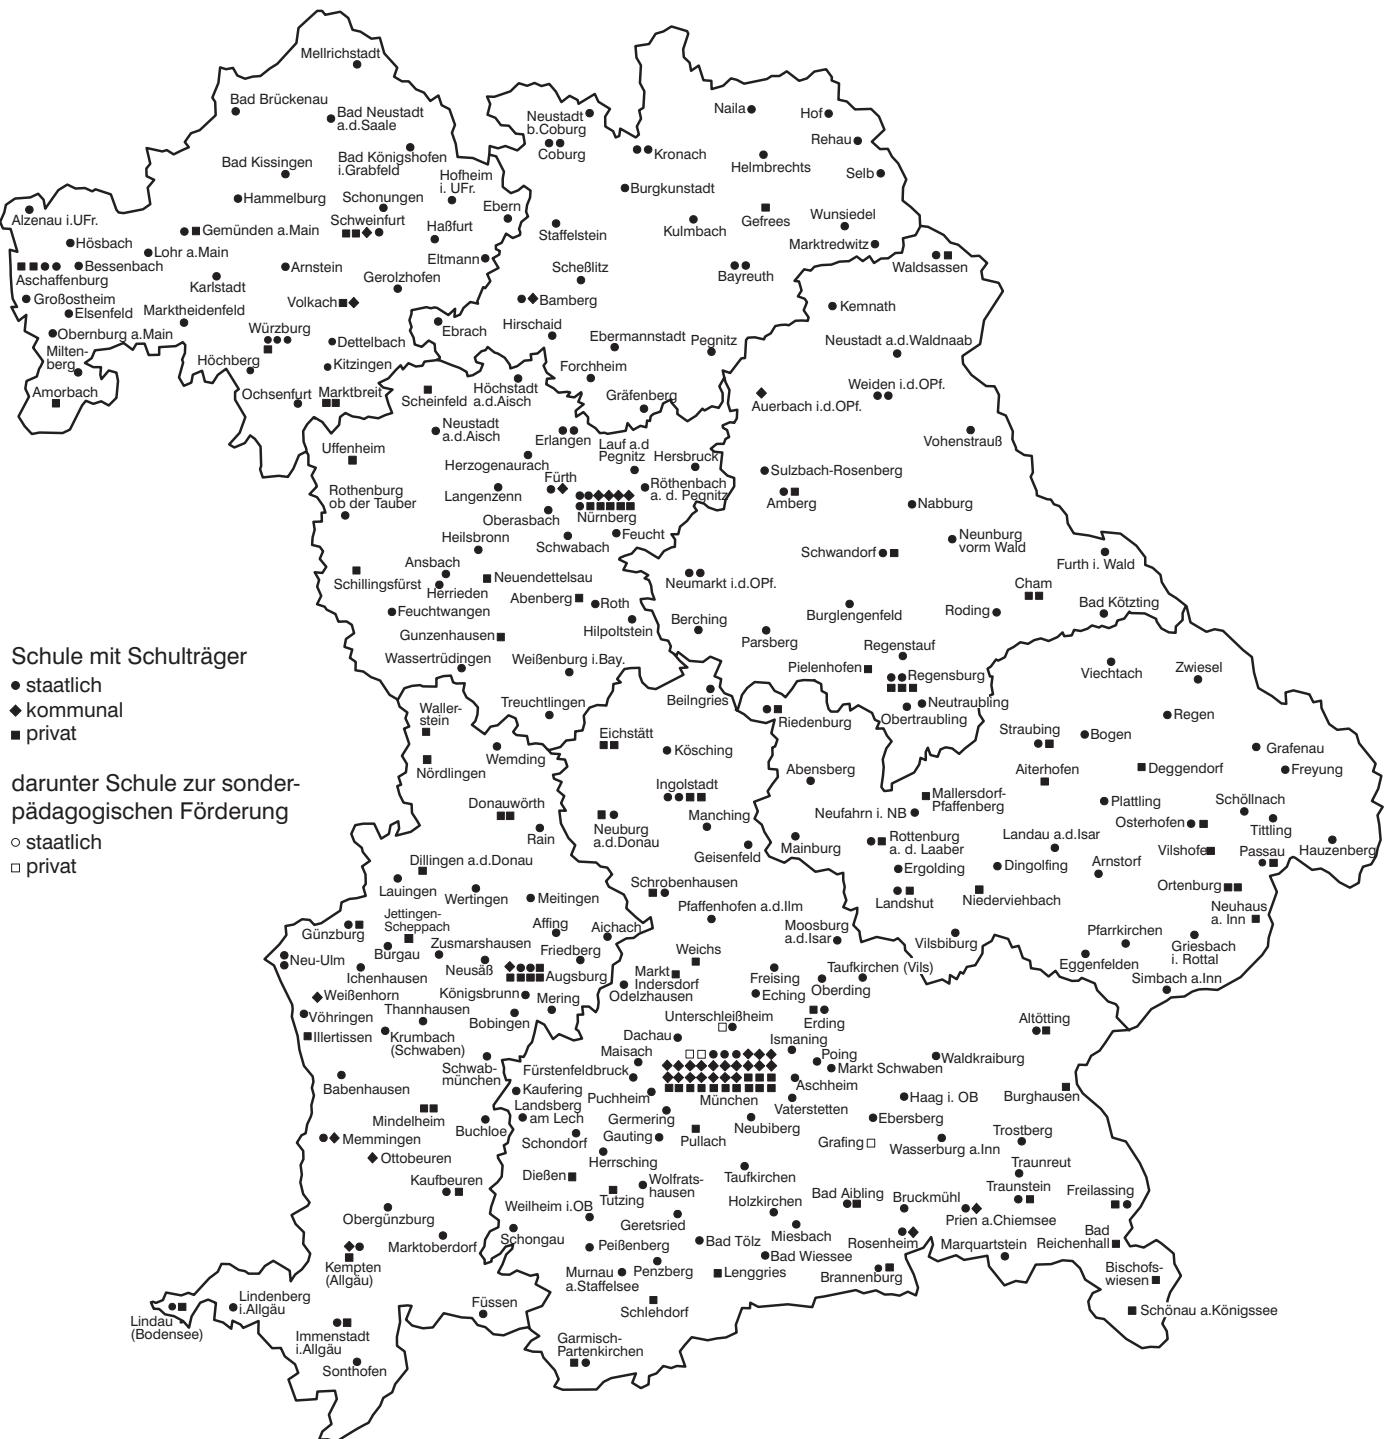 Mellrichstadt
Bad Brückenau
Bad Neustadt
a.d.Saale
Neustadt
b.Coburg
Coburg
Naila
Hof
Rehau
Kronach
Helmbrechts
Selb
Bad Kissingen
Bad Königshofen
i.Grabfeld
Hofheim
i. UFr.
Burgkunstadt
Hammelburg
Schonungen
Ebern
Alzenau i.UFr.
Gemünden a.Main
Schweinfurt
Haßfurt
Staffelstein
Kulmbach
Gefrees
Wunsiedel
Marktredwitz
Hösbach
Lohr a.Main
Bessenbach
Aschaffenburg
Arnstein
Eltmann
Scheßlitz
Bayreuth
Waldsassen
Karlstadt
Gerolzhofen
Großostheim
Elsenfeld
Marktheidenfeld
Volkach
Bamberg
Kemnath
Obernburg a.Main
Würzburg
Dettelbach
Ebrach
Hirschaid
Ebermannstadt
Pegnitz
Neustadt a.d.Waldnaab
Milten-
berg
Höchberg
Kitzingen
Forchheim
Amorbach
Ochsenfurt
Marktbreit
Scheinfeld
Höchstadt
a.d.Aisch
Gräfenberg
Auerbach i.d.OPf.
Weiden i.d.OPf.
Neustadt
a.d.Aisch
Erlangen
Lauf a.d
Pegnitz
Hersbruck
Vohenstrauß
Uffenheim
Herzogenaurach
Sulzbach-Rosenberg
Rothenburg
ob der Tauber
Langenzenn
Fürth
Röthenbach
a. d. Pegnitz
Nürnberg
Amberg
Nabburg
Oberasbach
Heilsbronn
Schwabach
Feucht
Neunburg
vorm Wald
Schwandorf
Furth i. Wald
Ansbach
Schillingsfürst
Herrieden
Neuendettelsau
Neumarkt i.d.OPf.
Cham
Abenberg
Roth
Feuchtwangen
Hilpoltstein
Berching
Burglengenfeld
Roding
Bad Kötzting
Gunzenhausen
Parsberg
Regenstauf
Schule mit Schulträger
staatlich
kommunal
privat
darunter Schule zur sonder-
pädagogischen Förderung
staatlich
privat
Wassertrüdingen
Weißenburg i.Bay.
Pielenhofen
Regensburg
Viechtach
Zwiesel
Treuchtlingen
Beilngries
Riedenburg
Neutraubling
Obertraubling
Regen
Waller-
stein
Eichstätt
Kösching
Straubing
Bogen
Grafenau
Nördlingen
Wemding
Abensberg
Aiterhofen
Deggendorf
Freyung
Ingolstadt
Mallersdorf-
Pfaffenberg
Plattling
Schöllnach
Donauwörth
Neufahrn i. NB
Osterhofen
Tittling
Rain
Neuburg
a.d.Donau
Manching
Geisenfeld
Mainburg
Rottenburg
a. d. Laaber
Landau a.d.Isar
Vilshofen
Passau
Hauzenberg
Dillingen a.d.Donau
Ergolding
Dingolfing
Arnstorf
Ortenburg
Lauingen
Wertingen
Meitingen
Schrobenhausen
Landshut
Niederviehbach
Pfaffenhofen a.d.Ilm
Neuhaus
a. Inn
Jettingen-
Scheppach
Günzburg
Affing
Aichach
Moosburg
a.d.Isar
Vilsbiburg
Pfarrkirchen
Griesbach
i. Rottal
Burgau
Zusmarshausen
Friedberg
Weichs
Eggenfelden
Neu-Ulm
Ichenhausen
Neusäß
Augsburg
Markt
Indersdorf
Freising
Taufkirchen (Vils)
Oberding
Simbach a.Inn
Weißenhorn
Königsbrunn
Mering
Odelzhausen
Eching
Vöhringen
Thannhausen
Bobingen
Unterschleißheim
Erding
Altötting
Illertissen
Krumbach
(Schwaben)
Dachau
Ismaning
Maisach
Poing
Waldkraiburg
Schwab-
münchen
Fürstenfeldbruck
Markt Schwaben
Babenhausen
Kaufering
Puchheim
München
Aschheim
Haag i. OB
Burghausen
Mindelheim
Landsberg
am Lech
Germering
Vaterstetten
Ebersberg
Buchloe
Schondorf
Gauting
Pullach
Neubiberg
Grafing
Wasserburg a.Inn
Trostberg
Memmingen
Ottobeuren
Herrsching
Traunreut
Kaufbeuren
Dießen
Tutzing
Wolfrats-
hausen
Taufkirchen
Traunstein
Freilassing
Obergünzburg
Weilheim i.OB
Geretsried
Holzkirchen
Bad Aibling
Bruckmühl
Prien a.Chiemsee
Marktoberdorf
Schongau
Peißenberg
Bad Tölz
Miesbach
Rosenheim
Marquartstein
Bad
Reichenhall
Kempten
(Allgäu)
Murnau
a.Staffelsee
Penzberg
Lenggries
Bad Wiessee
Brannenburg
Bischofs-
wiesen
Lindenberg
i.Allgäu
Füssen
Schlehdorf
Schönau a.Königssee
Lindau
(Bodensee)
Immenstadt
i.Allgäu
Garmisch-
Partenkirchen
Sonthofen